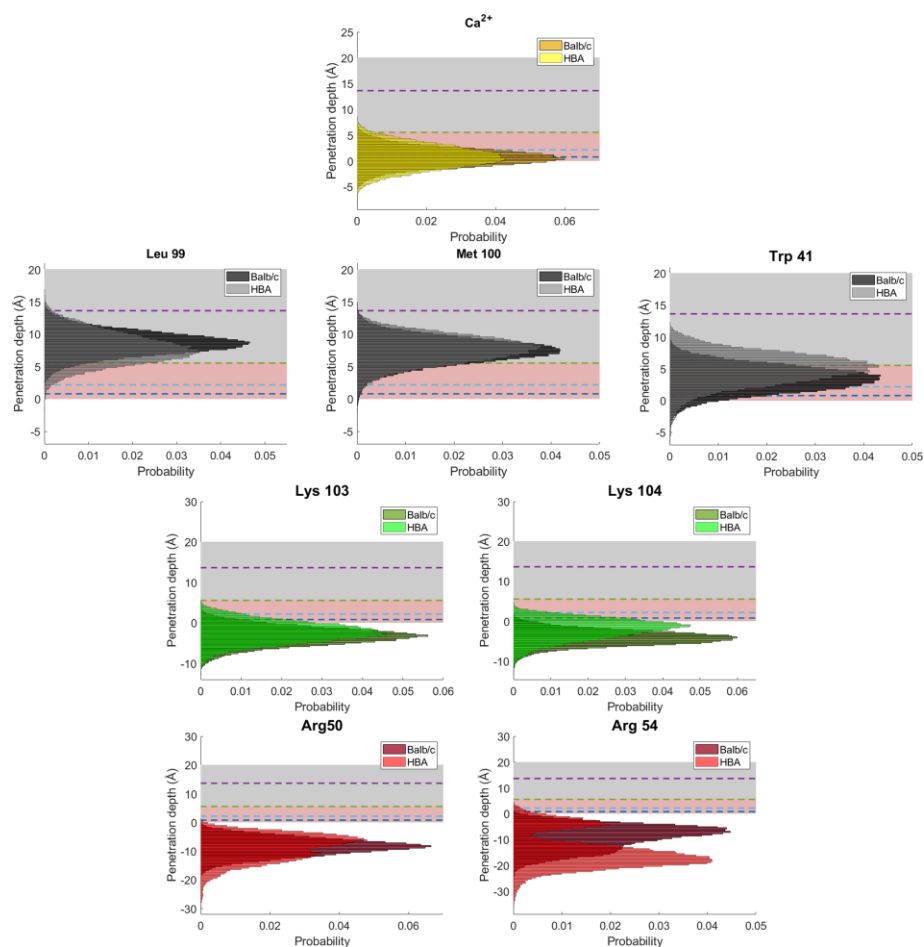 Ca2+
Penetration depth (Å)
25
20
15
10
5
0
-5
Balb/c
HBA
0 0.02 0.04 0.06
Probability
Leu 99
Penetration depth (Å)
20
15
10
5
0
-5
Balb/c
HBA
0 0.01 0.02 0.03 0.04 0.05
Probability
Met 100
Penetration depth (Å)
20
15
10
5
0
-5
Balb/c
HBA
0 0.01 0.02 0.03 0.04 0.05
Probability
Trp 41
Penetration depth (Å)
20
15
10
5
0
-5
Balb/c
HBA
0 0.01 0.02 0.03 0.04 0.05
Probability
Lys 103
Penetration depth (Å)
30
20
10
0
-10
Balb/c
HBA
0 0.01 0.02 0.03 0.04 0.05 0.06
Probability
Lys 104
Penetration depth (Å)
30
20
10
0
-10
Balb/c
HBA
0 0.01 0.02 0.03 0.04 0.05 0.06
Probability
Arg50
Penetration depth (Å)
30
20
10
0
-10
-20
-30
Balb/c
HBA
0 0.02 0.04 0.06
Probability
Arg 54
Penetration depth (Å)
30
20
10
0
-10
-20
-30
Balb/c
HBA
0 0.01 0.02 0.03 0.04 0.05
Probability